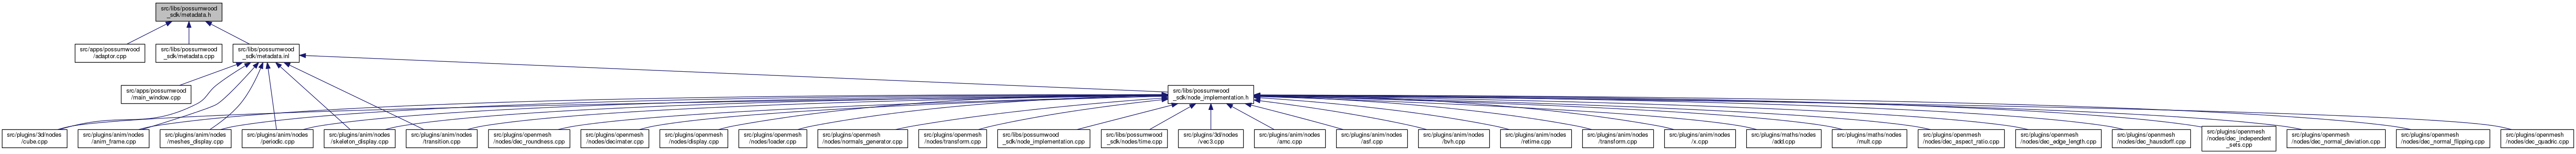 src/libs/possumwood
_sdk/metadata.h
src/apps/possumwood
/adaptor.cpp
src/libs/possumwood
_sdk/metadata.cpp
src/libs/possumwood
_sdk/metadata.inl
src/apps/possumwood
/main_window.cpp
src/libs/possumwood
_sdk/node_implementation.h
src/plugins/3d/nodes
/cube.cpp
src/plugins/anim/nodes
/anim_frame.cpp
src/plugins/anim/nodes
/meshes_display.cpp
src/plugins/anim/nodes
/periodic.cpp
src/plugins/anim/nodes
/skeleton_display.cpp
src/plugins/anim/nodes
/transition.cpp
src/plugins/openmesh
/nodes/dec_roundness.cpp
src/plugins/openmesh
/nodes/decimater.cpp
src/plugins/openmesh
/nodes/display.cpp
src/plugins/openmesh
/nodes/loader.cpp
src/plugins/openmesh
/nodes/normals_generator.cpp
src/plugins/openmesh
/nodes/transform.cpp
src/libs/possumwood
_sdk/node_implementation.cpp
src/libs/possumwood
_sdk/nodes/time.cpp
src/plugins/3d/nodes
/vec3.cpp
src/plugins/anim/nodes
/amc.cpp
src/plugins/anim/nodes
/asf.cpp
src/plugins/anim/nodes
/bvh.cpp
src/plugins/anim/nodes
/retime.cpp
src/plugins/anim/nodes
/transform.cpp
src/plugins/anim/nodes
/x.cpp
src/plugins/maths/nodes
/add.cpp
src/plugins/maths/nodes
/mult.cpp
src/plugins/openmesh
/nodes/dec_aspect_ratio.cpp
src/plugins/openmesh
/nodes/dec_edge_length.cpp
src/plugins/openmesh
/nodes/dec_hausdorff.cpp
src/plugins/openmesh
/nodes/dec_independent
_sets.cpp
src/plugins/openmesh
/nodes/dec_normal_deviation.cpp
src/plugins/openmesh
/nodes/dec_normal_flipping.cpp
src/plugins/openmesh
/nodes/dec_quadric.cpp